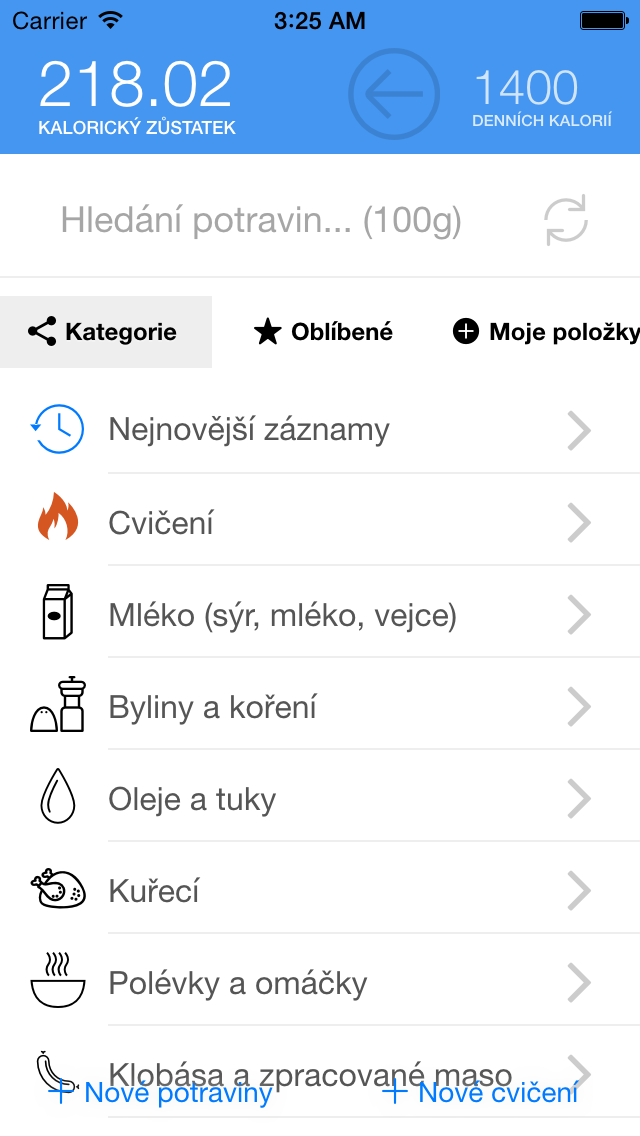 Carrier 3:25 AM
218.02 1400
KALORICKÝ ZŮSTATEK DENNÍCH KALORIÍ
Hledání potravin... (100g)
Kategorie Oblíbené Moje položky
Nejnovější záznamy
Cvičení
Mléko (sýr, mléko, vejce)
Byliny a koření
Oleje a tuky
Kuřecí
Polévky a omáčky
Klobása a zpracované maso
+ Nové potraviny + Nové cvičení